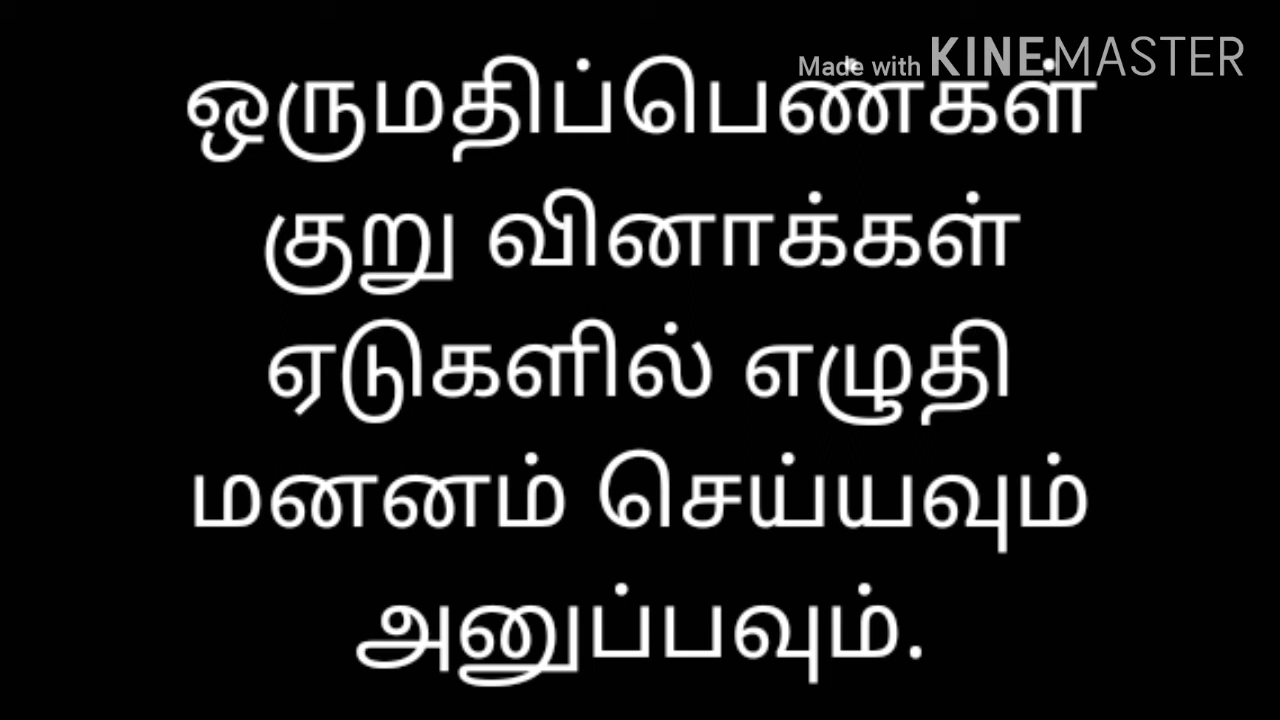 Made with KINEMASTER
ஒருமதிப்பெண்கள்
குறு வினாக்கள்
ஏடுகளில் எழுதி
மனனம் செய்யவும்
அனுப்பவும்.